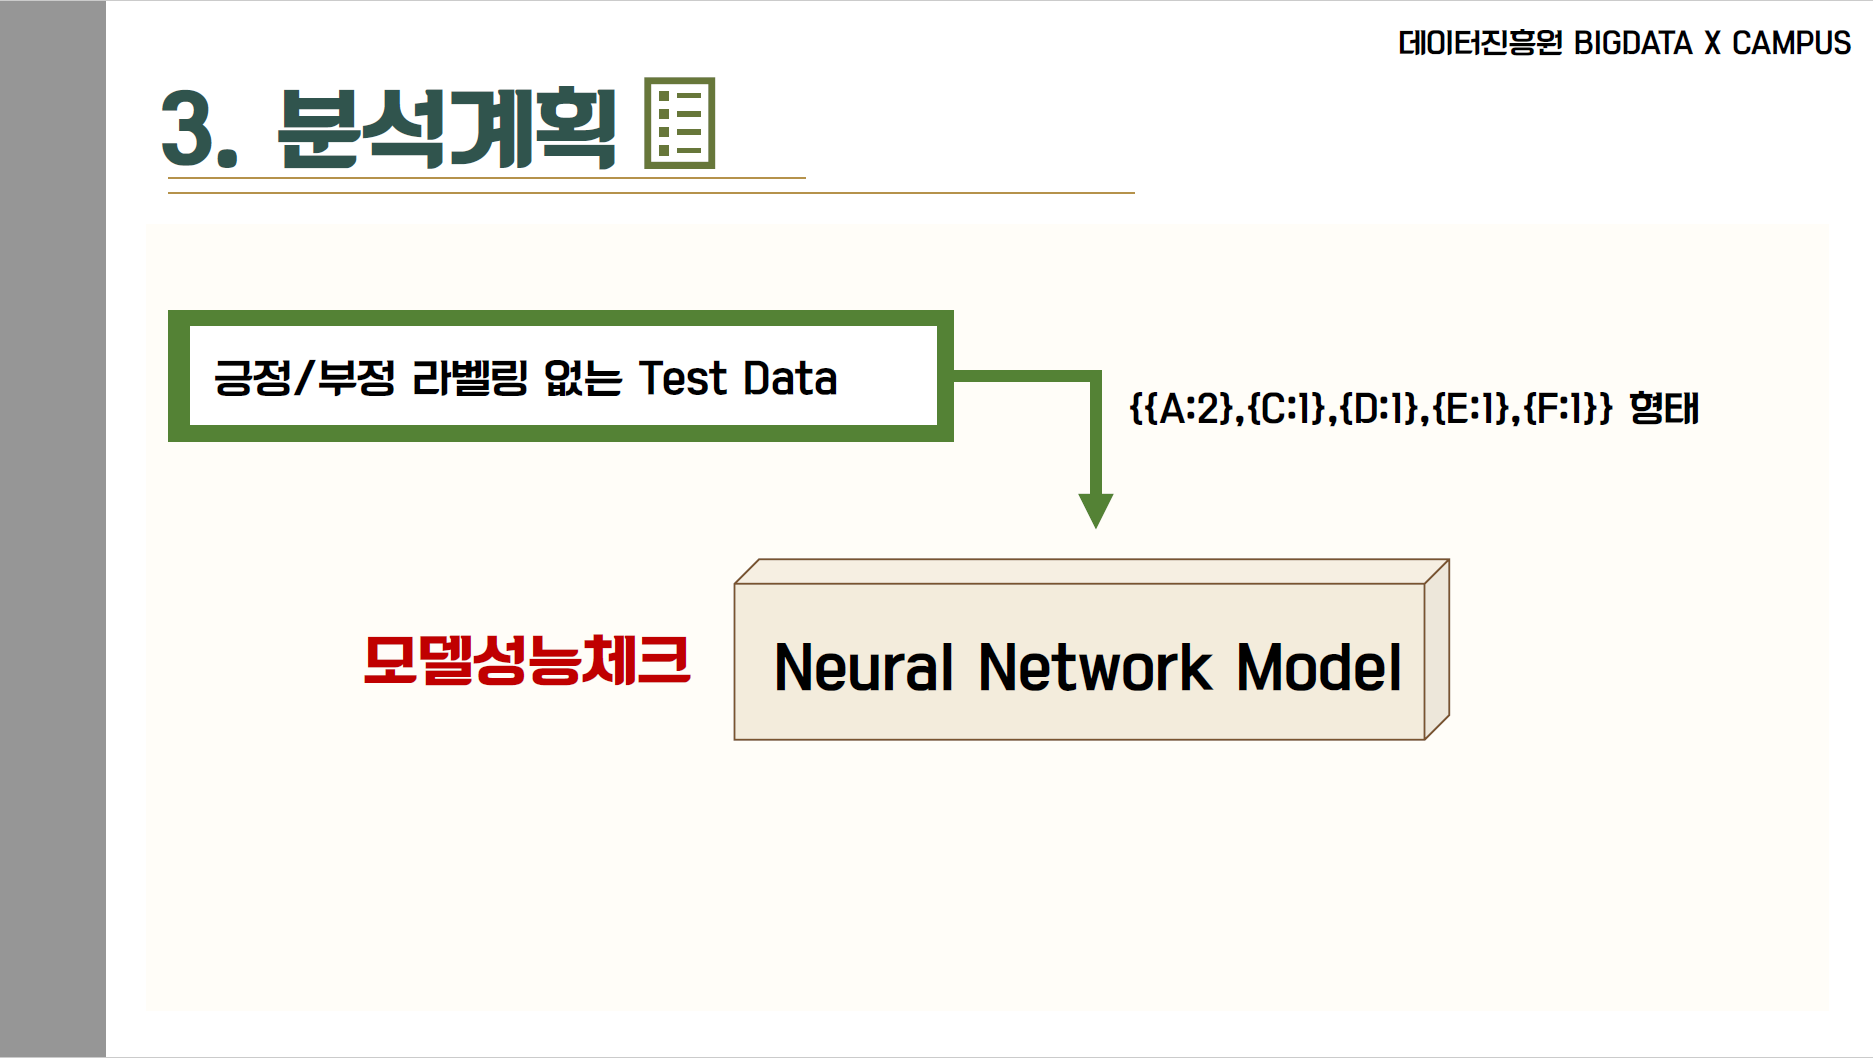 데이터진흥원 BIGDATA X CAMPUS
3. 분석계획
긍정/부정 라벨링 없는 Test Data
{{A:2},{C:1},{D:1},{E:1},{F:1}} 형태
모델성능체크
Neural Network Model